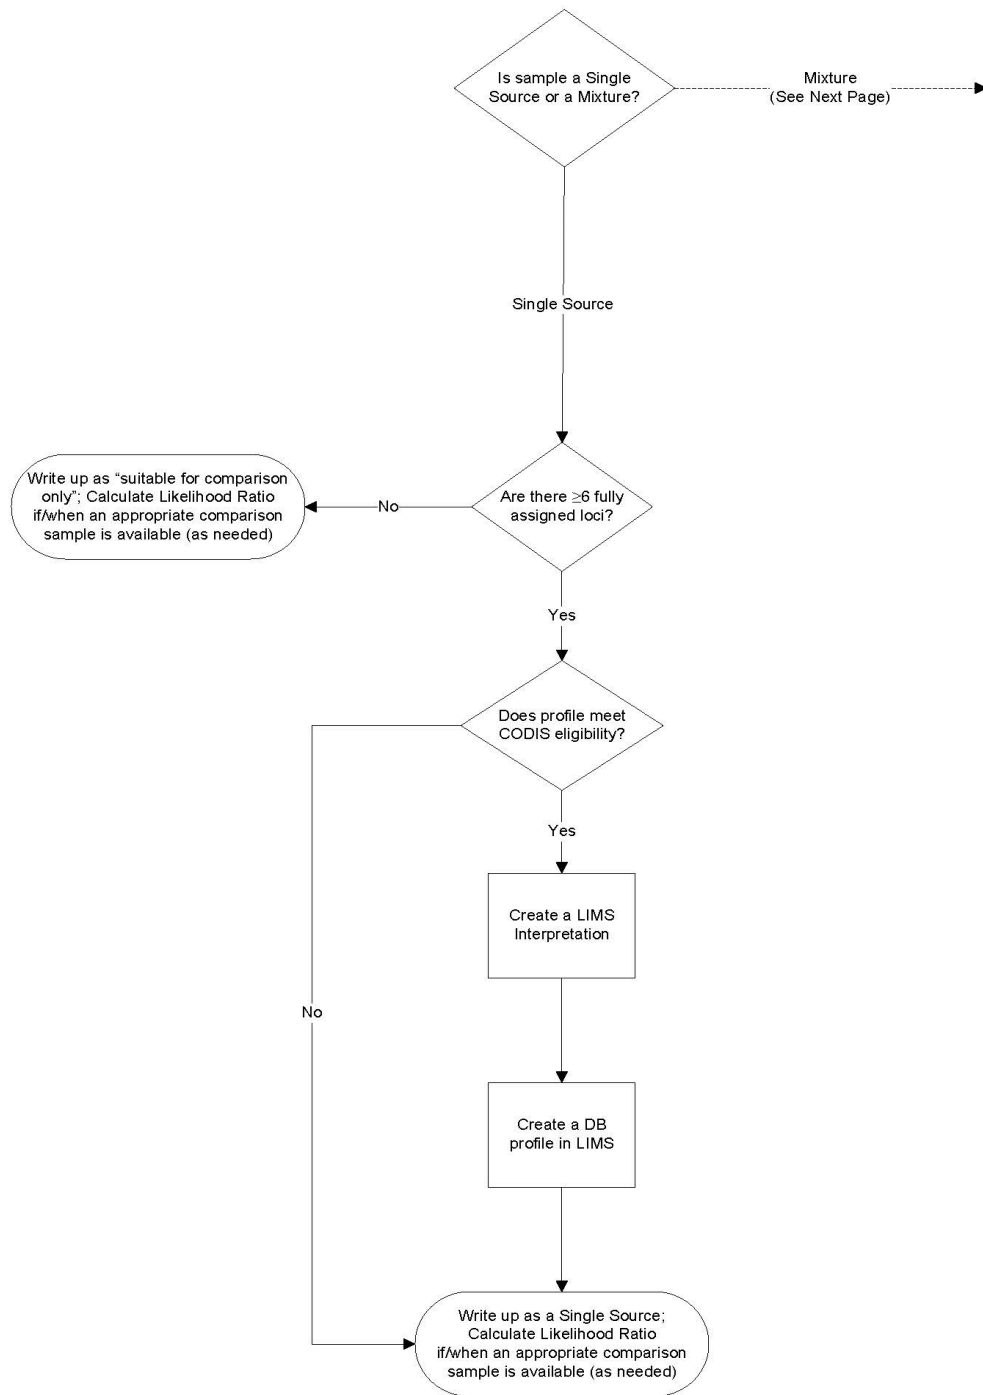 Is sample a Single
Source or a Mixture?
Mixture
(See Next Page)
Single Source
Write up as “suitable for comparison
only”; Calculate Likelihood Ratio
if/when an appropriate comparison
sample is available (as needed)
No
Are there ≥6 fully
assigned loci?
Yes
Does profile meet
CODIS eligibility?
Yes
Create a LIMS
Interpretation
No
Create a DB
profile in LIMS
Write up as a Single Source;
Calculate Likelihood Ratio
if/when an appropriate comparison
sample is available (as needed)